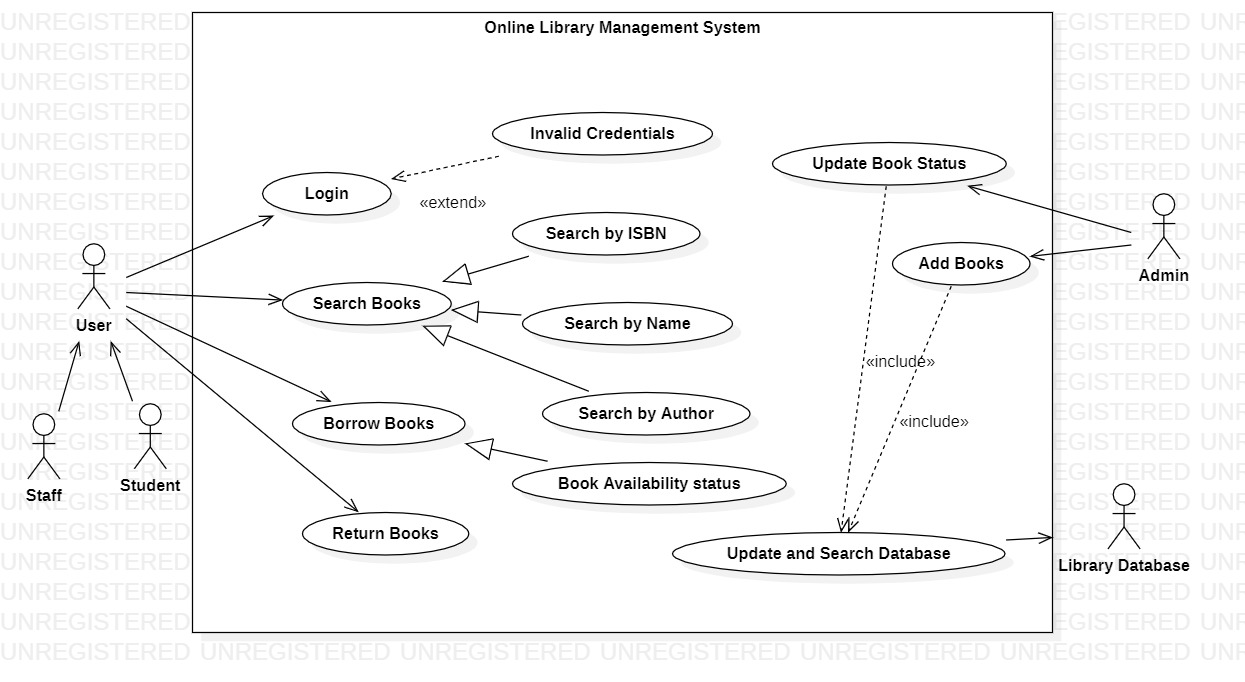 Online Library Management System
Invalid Credentials
Update Book Status
Login
«extend»
Search by ISBN
Add Books
Admin
Search Books
User
Search by Name
«include»
Search by Author
Borrow Books
«include»
Book Availability status
Staff
Student
Return Books
Update and Search Database
Library Database
UNREGISTERED UNREGISTERED UNREGISTERED UNREGISTERED UNREGISTERED UNREGISTERED